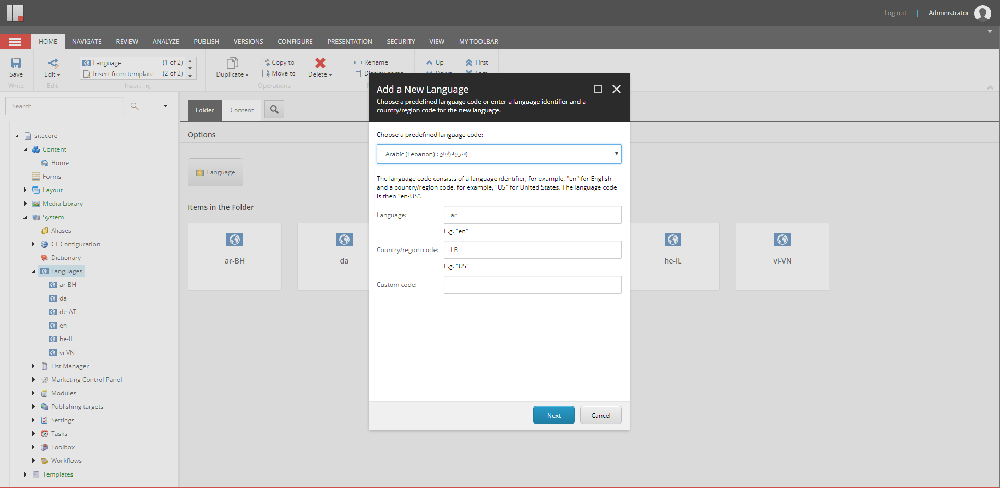 Log out | Administrator
HOME NAVIGATE REVIEW ANALYZE PUBLISH VERSIONS CONFIGURE PRESENTATION SECURITY VIEW MY TOOLBAR
Save
Write
Edit
Edit
Language (1 of 2)
Insert from template (2 of 2)
Insert
Duplicate
Copy to
Move to
Delete
Operations
Rename
Display name
Up
Down
First
Last
Search
sitecore
Content
Home
Forms
Layout
Media Library
System
Aliases
CT Configuration
Dictionary
Languages
ar-BH
da
de-AT
en
he-IL
vi-VN
List Manager
Marketing Control Panel
Modules
Publishing targets
Settings
Tasks
Toolbox
Workflows
Templates
Folder Content
Options
Language
Items in the Folder
ar-BH
da
he-IL
vi-VN
Add a New Language
Choose a predefined language code or enter a language identifier and a
country/region code for the new language.
Choose a predefined language code:
Arabic (Lebanon) : العربية (لبنان)
The language code consists of a language identifier, for example, "en" for English
and a country/region code, for example, "US" for United States. The language code
is then "en-US".
Language: ar
E.g. "en"
Country/region code: LB
E.g. "US"
Custom code:
Next Cancel